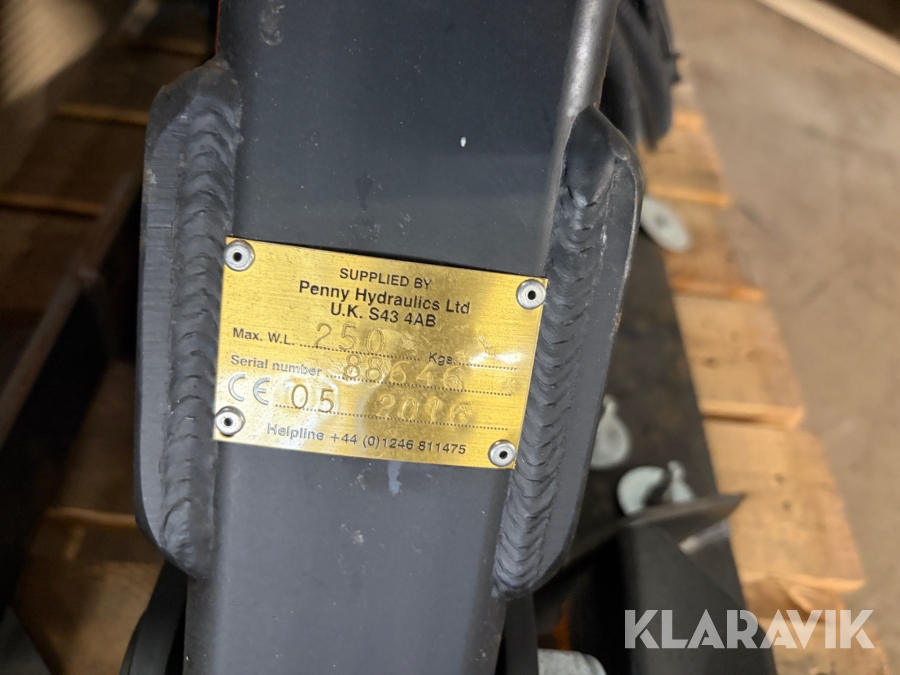 SUPPLIED BY
Penny Hydraulics Ltd
U.K. S43 4AB
Max. W.L. 250 Kgs.
Serial number 88646
CE 05 2016
Helpline +44 (0)1246 811475
KLARAVIK